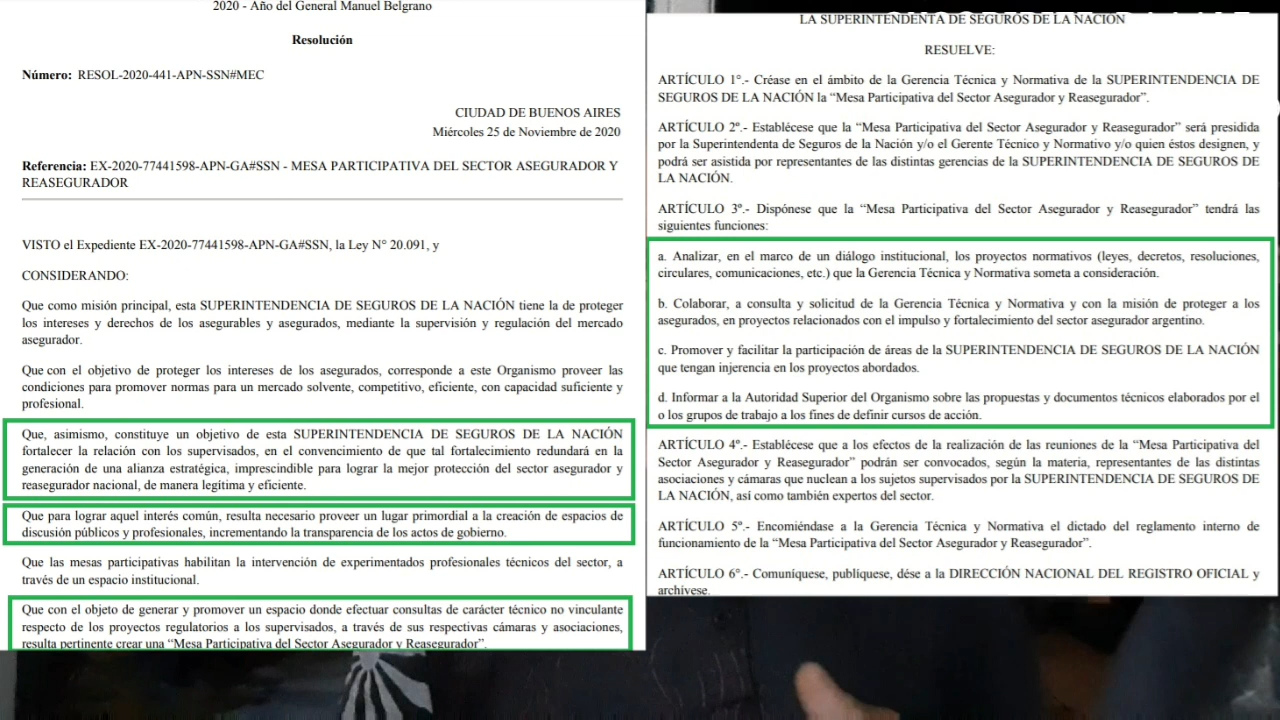 2020 - Año del General Manuel Belgrano
Resolución
Número: RESOL-2020-441-APN-SSN#MEC
CIUDAD DE BUENOS AIRES
Miércoles 25 de Noviembre de 2020
Referencia: EX-2020-77441598-APN-GA#SSN - MESA PARTICIPATIVA DEL SECTOR ASEGURADOR Y
REASEGURADOR
VISTO el Expediente EX-2020-77441598-APN-GA#SSN, la Ley N° 20.091, y
CONSIDERANDO:
Que como misión principal, esta SUPERINTENDENCIA DE SEGUROS DE LA NACIÓN tiene la de proteger
los intereses y derechos de los asegurables y asegurados, mediante la supervisión y regulación del mercado
asegurador.
Que con el objetivo de proteger los intereses de los asegurados, corresponde a este Organismo proveer las
condiciones para promover normas para un mercado solvente, competitivo, eficiente, con capacidad suficiente y
profesional.
Que, asimismo, constituye un objetivo de esta SUPERINTENDENCIA DE SEGUROS DE LA NACIÓN
fortalecer la relación con los supervisados, en el convencimiento de que tal fortalecimiento redundará en la
generación de una alianza estratégica, imprescindible para lograr la mejor protección del sector asegurador y
reasegurador nacional, de manera legítima y eficiente.
Que para lograr aquel interés común, resulta necesario proveer un lugar primordial a la creación de espacios de
discusión públicos y profesionales, incrementando la transparencia de los actos de gobierno.
Que las mesas participativas habilitan la intervención de experimentados profesionales técnicos del sector, a
través de un espacio institucional.
Que con el objeto de generar y promover un espacio donde efectuar consultas de carácter técnico no vinculante
respecto de los proyectos regulatorios a los supervisados, a través de sus respectivas cámaras y asociaciones,
resulta pertinente crear una “Mesa Participativa del Sector Asegurador y Reasegurador”.
LA SUPERINTENDENTA DE SEGUROS DE LA NACIÓN
RESUELVE:
ARTÍCULO 1°.- Créase en el ámbito de la Gerencia Técnica y Normativa de la SUPERINTENDENCIA DE
SEGUROS DE LA NACIÓN la “Mesa Participativa del Sector Asegurador y Reasegurador”.
ARTÍCULO 2º.- Establécese que la “Mesa Participativa del Sector Asegurador y Reasegurador” será presidida
por la Superintendenta de Seguros de la Nación y/o el Gerente Técnico y Normativo y/o quien éstos designen, y
podrá ser asistida por representantes de las distintas gerencias de la SUPERINTENDENCIA DE SEGUROS DE
LA NACIÓN.
ARTÍCULO 3º.- Dispónese que la “Mesa Participativa del Sector Asegurador y Reasegurador” tendrá las
siguientes funciones:
a. Analizar, en el marco de un diálogo institucional, los proyectos normativos (leyes, decretos, resoluciones,
circulares, comunicaciones, etc.) que la Gerencia Técnica y Normativa someta a consideración.
b. Colaborar, a consulta y solicitud de la Gerencia Técnica y Normativa y con la misión de proteger a los
asegurados, en proyectos relacionados con el impulso y fortalecimiento del sector asegurador argentino.
c. Promover y facilitar la participación de áreas de la SUPERINTENDENCIA DE SEGUROS DE LA NACIÓN
que tengan injerencia en los proyectos abordados.
d. Informar a la Autoridad Superior del Organismo sobre las propuestas y documentos técnicos elaborados por el
o los grupos de trabajo a los fines de definir cursos de acción.
ARTÍCULO 4º.- Establécese que a los efectos de la realización de las reuniones de la “Mesa Participativa del
Sector Asegurador y Reasegurador” podrán ser convocados, según la materia, representantes de las distintas
asociaciones y cámaras que nuclean a los sujetos supervisados por la SUPERINTENDENCIA DE SEGUROS DE
LA NACIÓN, así como también expertos del sector.
ARTÍCULO 5º.- Encomiéndase a la Gerencia Técnica y Normativa el dictado del reglamento interno de
funcionamiento de la “Mesa Participativa del Sector Asegurador y Reasegurador”.
ARTÍCULO 6°.- Comuníquese, publíquese, dése a la DIRECCIÓN NACIONAL DEL REGISTRO OFICIAL y
archívese.